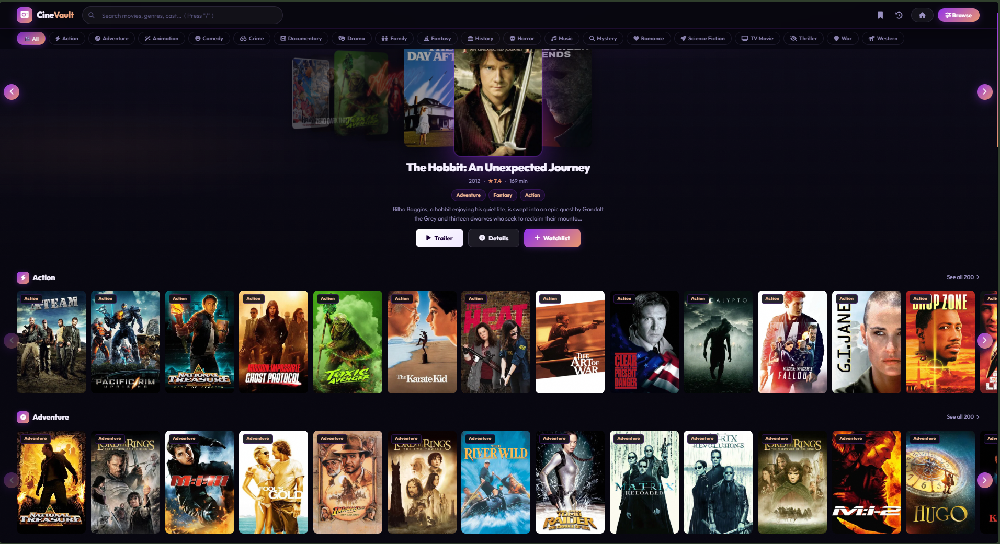 CineVault
Search movies, genres, cast... ( Press "/" )
Browse
All
Action
Adventure
Animation
Comedy
Crime
Documentary
Drama
Family
Fantasy
History
Horror
Music
Mystery
Romance
Science Fiction
TV Movie
Thriller
War
Western
DAY AFT
AN UNEXPECTED JOURNEY
ENDS
ZERO DARK THIRTY
TOXIC
AVENGER
The Hobbit: An Unexpected Journey
2012 • ★ 7.4 • 169 min
Adventure
Fantasy
Action
Bilbo Baggins, a hobbit enjoying his quiet life, is swept into an epic quest by Gandalf
the Grey and thirteen dwarves who seek to reclaim their mounta...
Trailer
Details
Watchlist
Action
See all 200
Action
A-TEAM
Action
PACIFIC RIM
UPRISING
Action
NATIONAL
TREASURE
BOOK OF SECRETS
Action
MISSION: IMPOSSIBLE
GHOST PROTOCOL
Action
TOXIC
AVENGER
Action
The Karate Kid
Action
HEAT
Action
THE
ART OF
WAR
Action
CLEAR
AND
PRESENT
DANGER
Action
CALYPTO
Action
MISSION: IMPOSSIBLE
FALLOUT
Action
G.I.JANE
Action
DROP ZONE
Acti
Adventure
See all 200
Adventure
NATIONAL
TREASURE
Adventure
LORD OF THE RINGS
THE RETURN OF THE KING
Adventure
M:i:III
Adventure
FOOL'S
GOLD
Adventure
INDIANA JONES
Adventure
LORD OF THE RINGS
THE TWO TOWERS
Adventure
THE
RIVER WILD
Adventure
TOMB
RAIDER
THE CRADLE OF LIFE
Adventure
MATRIX
RELOADED
Adventure
TRIX
REVOLUTIONS
Adventure
LORD OF THE RINGS
THE FELLOWSHIP OF THE RING
Adventure
M:i-2
Adventure
HUGO
Adv
K